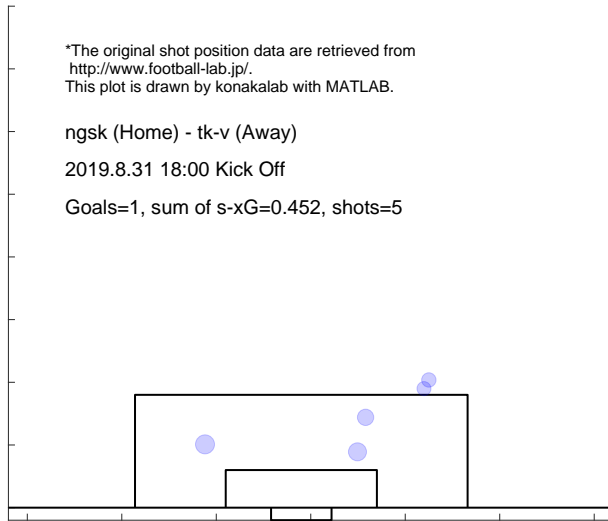 *The original shot position data are retrieved from
http://www.football-lab.jp/.
This plot is drawn by konakalab with MATLAB.
ngsk (Home) - tk-v (Away)
2019.8.31 18:00 Kick Off
Goals=1, sum of s-xG=0.452, shots=5